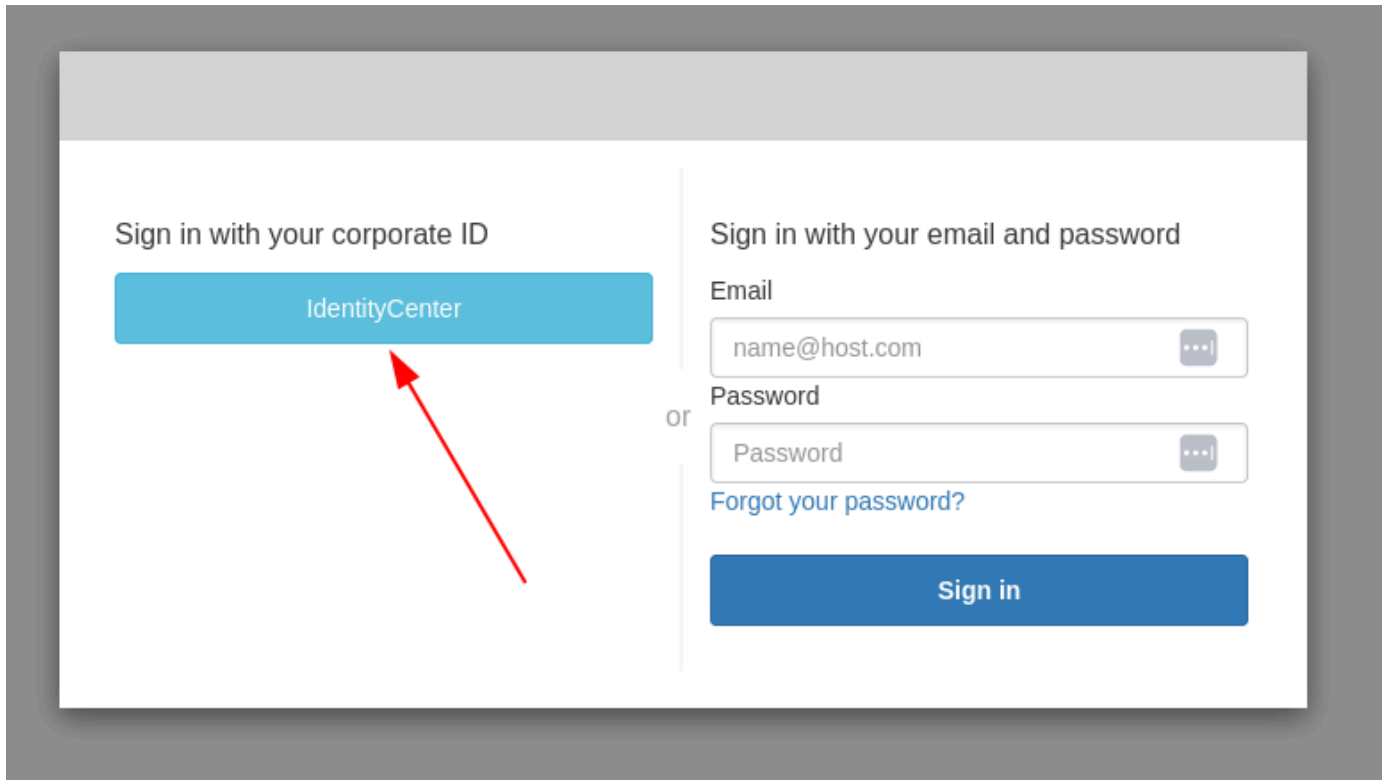 Sign in with your corporate ID
IdentityCenter
or
Sign in with your email and password
Email
name@host.com
Password
Password
Forgot your password?
Sign in